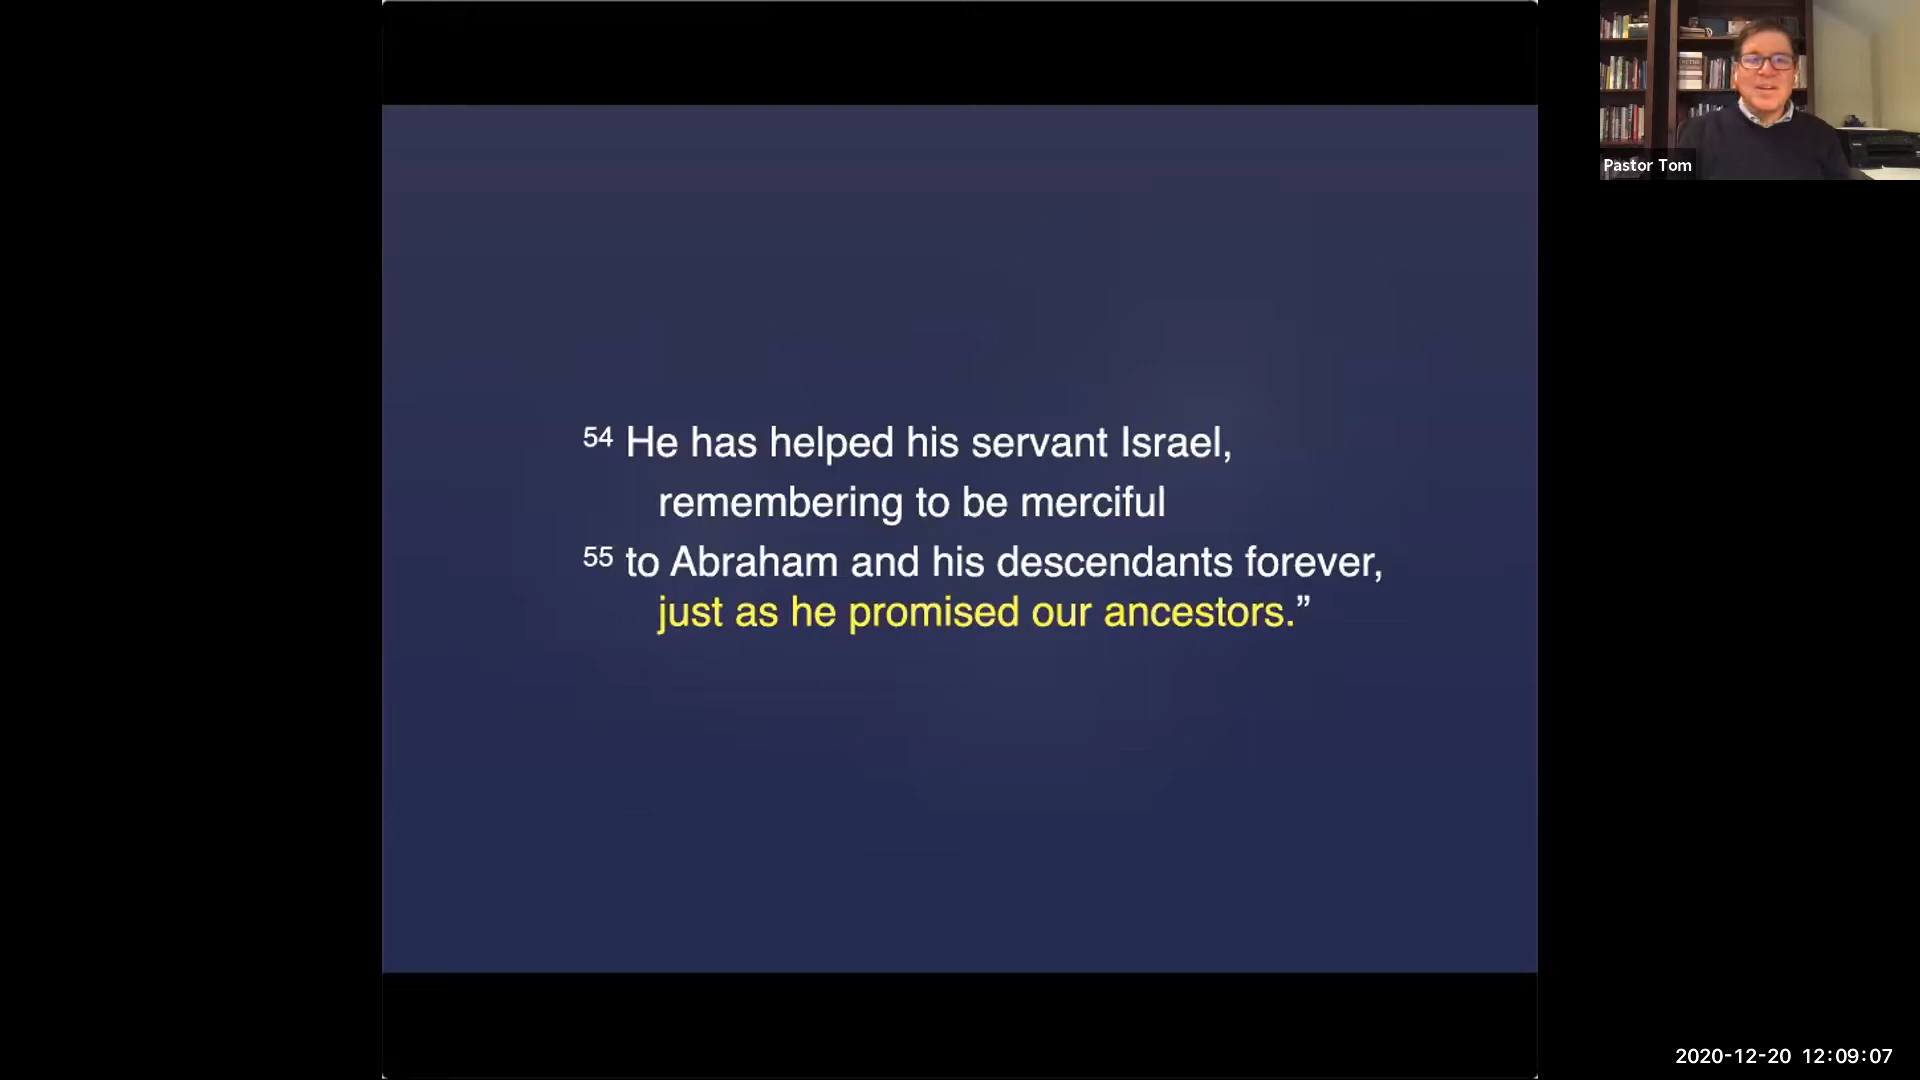 54 He has helped his servant Israel,
remembering to be merciful
55 to Abraham and his descendants forever,
just as he promised our ancestors.”
Pastor Tom
2020-12-20 12:09:07